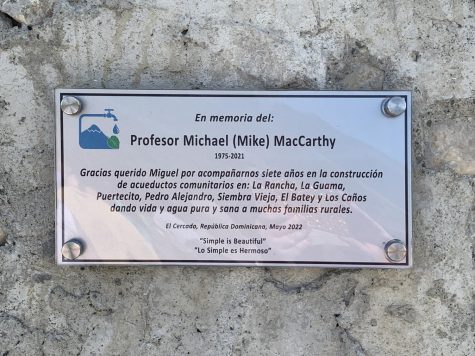 En memoria del:
Profesor Michael (Mike) MacCarthy
1975-2021
Gracias querido Miguel por acompañarnos siete años en la construcción
de acueductos comunitarios en: La Rancha, La Guama,
Puertecito, Pedro Alejandro, Siembra Vieja, El Batey y Los Caños
dando vida y agua pura y sana a muchas familias rurales.
El Cercado, República Dominicana, Mayo 2022
"Simple is Beautiful"
"Lo Simple es Hermoso"